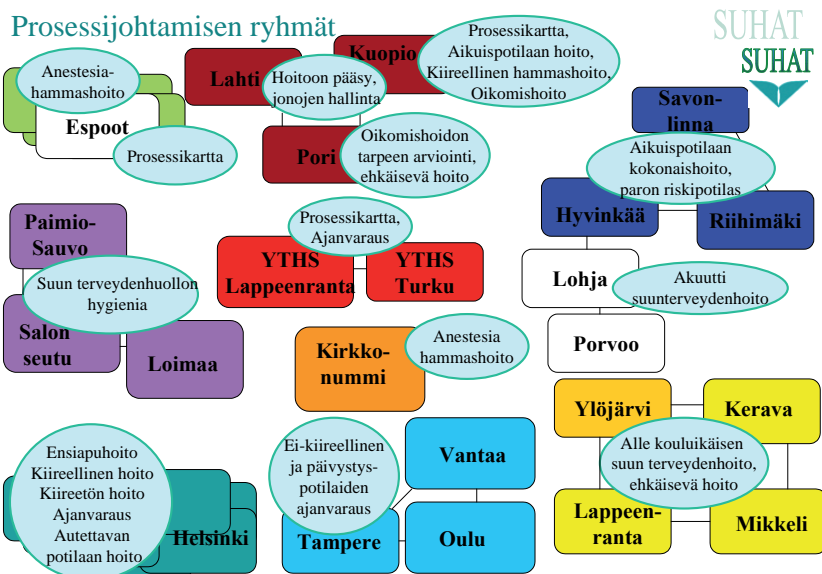 Prosessijohtamisen ryhmät
SUHAT
SUHAT
Anestesia-
hammashoito
Espoot
Prosessikartta
Lahti
Kuopio
Prosessikartta,
Aikuispotilaan hoito,
Kiireellinen hammashoito,
Oikomishoito
Hoitoon pääsy,
jonojen hallinta
Pori
Oikomishoidon
tarpeen arviointi,
ehkäisevä hoito
Savon-
linna
Aikuispotilaan
kokonaishoito,
paron riskipotilas
Hyvinkää
Riihimäki
Paimio-
Sauvo
Suun terveydenhuollon
hygienia
Salon
seutu
Loimaa
Prosessikartta,
Ajanvaraus
YTHS
Lappeenranta
YTHS
Turku
Lohja
Akuutti
suunterveydenhoito
Porvoo
Kirkko-
nummi
Anestesia
hammashoito
Ensiapuhoito
Kiireellinen hoito
Kiireetön hoito
Ajanvaraus
Autettavan
potilaan hoito
Helsinki
Ei-kiireellinen
ja päivystys-
potilaiden
ajanvaraus
Vantaa
Tampere
Oulu
Ylöjärvi
Kerava
Alle kouluikäisen
suun terveydenhoito,
ehkäisevä hoito
Lappeen-
ranta
Mikkeli